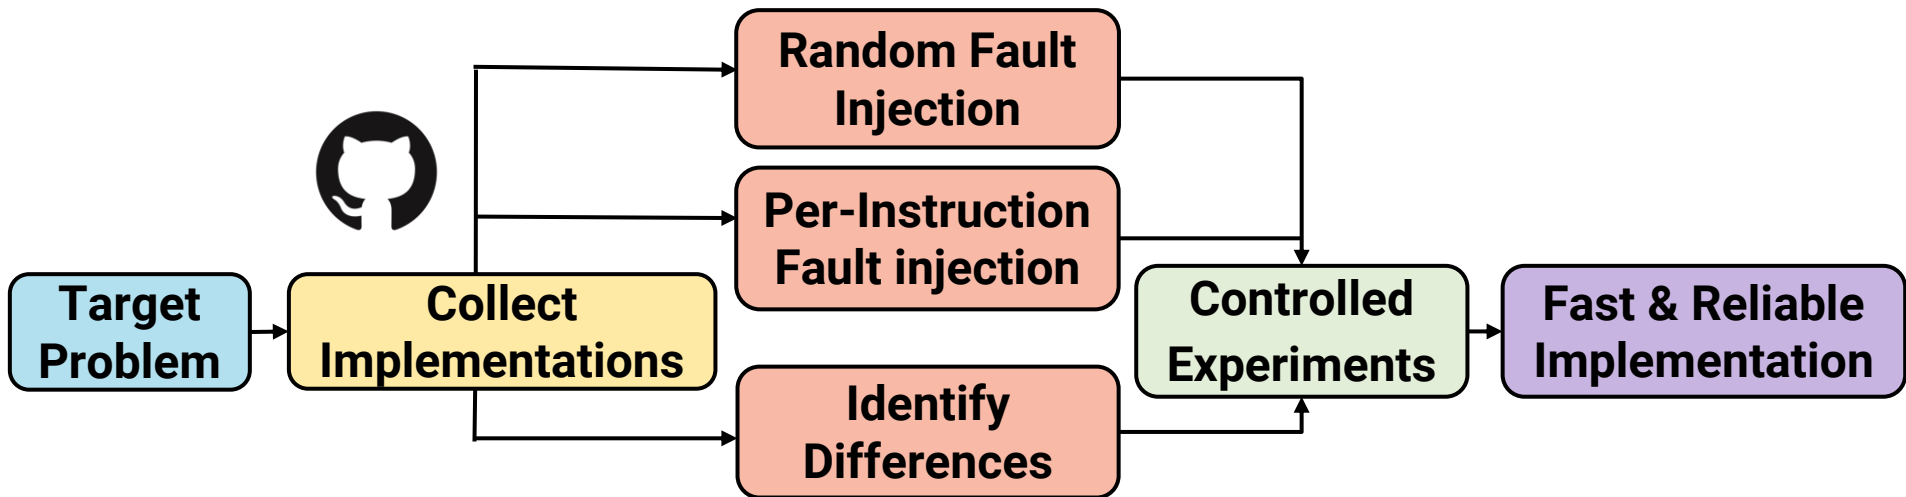 Target
Problem
Collect
Implementations
Random Fault
Injection
Per-Instruction
Fault injection
Identify
Differences
Controlled
Experiments
Fast & Reliable
Implementation